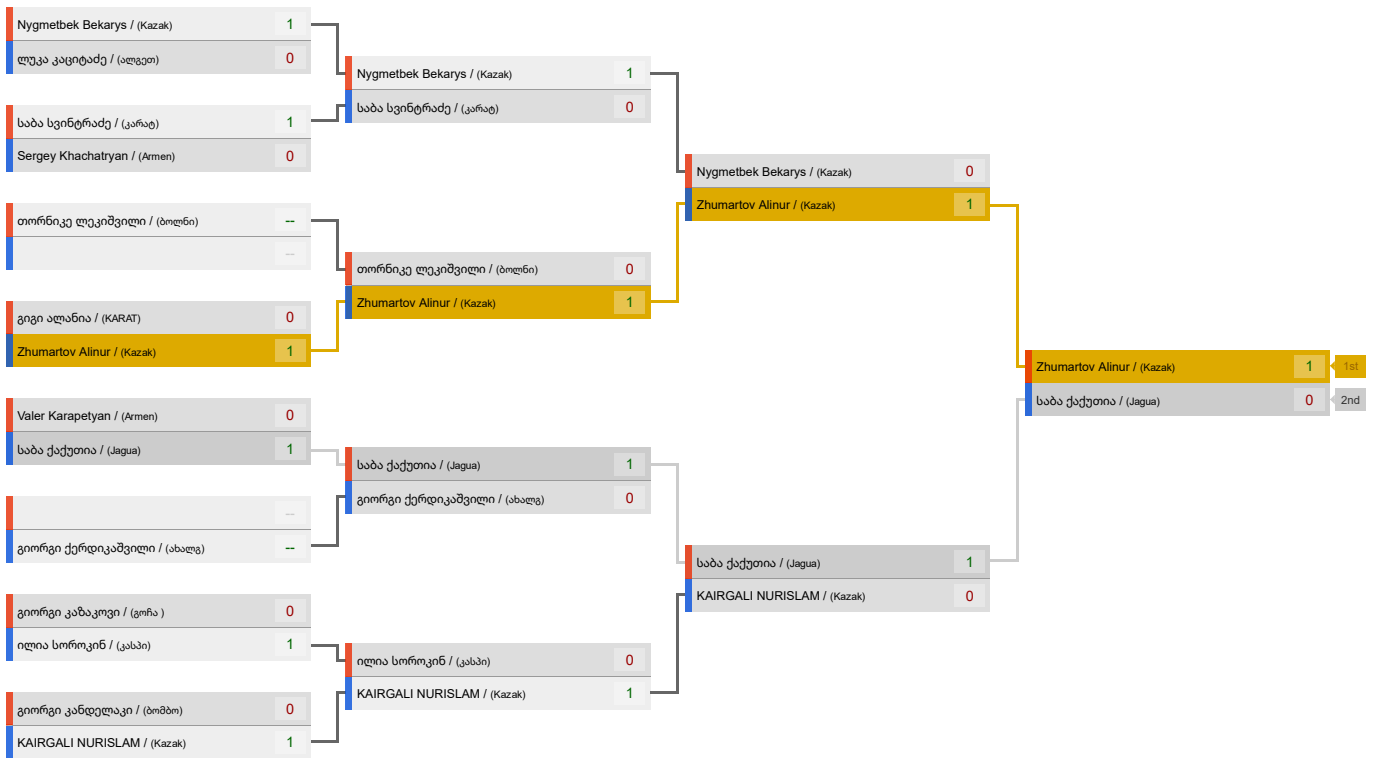 Nygmetbek Bekarys / (Kazak) 1
ლუკა კაციტაძე / (ალგეთ) 0
საბა სვინტრაძე / (კარატ) 1
Sergey Khachatryan / (Armen) 0
თორნიკე ლეკიშვილი / (ბოლნი) --
--
გიგი ალანია / (KARAT) 0
Zhumartov Alinur / (Kazak) 1
Valer Karapetyan / (Armen) 0
საბა ქაქუთია / (Jagua) 1
--
გიორგი ქერდიკაშვილი / (ახალგ) --
გიორგი კაზაკოვი / (გოჩა ) 0
ილია სოროკინ / (კასპი) 1
გიორგი კანდელაკი / (ბომბო) 0
KAIRGALI NURISLAM / (Kazak) 1
Nygmetbek Bekarys / (Kazak) 1
საბა სვინტრაძე / (კარატ) 0
თორნიკე ლეკიშვილი / (ბოლნი) 0
Zhumartov Alinur / (Kazak) 1
საბა ქაქუთია / (Jagua) 1
გიორგი ქერდიკაშვილი / (ახალგ) 0
ილია სოროკინ / (კასპი) 0
KAIRGALI NURISLAM / (Kazak) 1
Nygmetbek Bekarys / (Kazak) 0
Zhumartov Alinur / (Kazak) 1
საბა ქაქუთია / (Jagua) 1
KAIRGALI NURISLAM / (Kazak) 0
Zhumartov Alinur / (Kazak) 1 1st
საბა ქაქუთია / (Jagua) 0 2nd